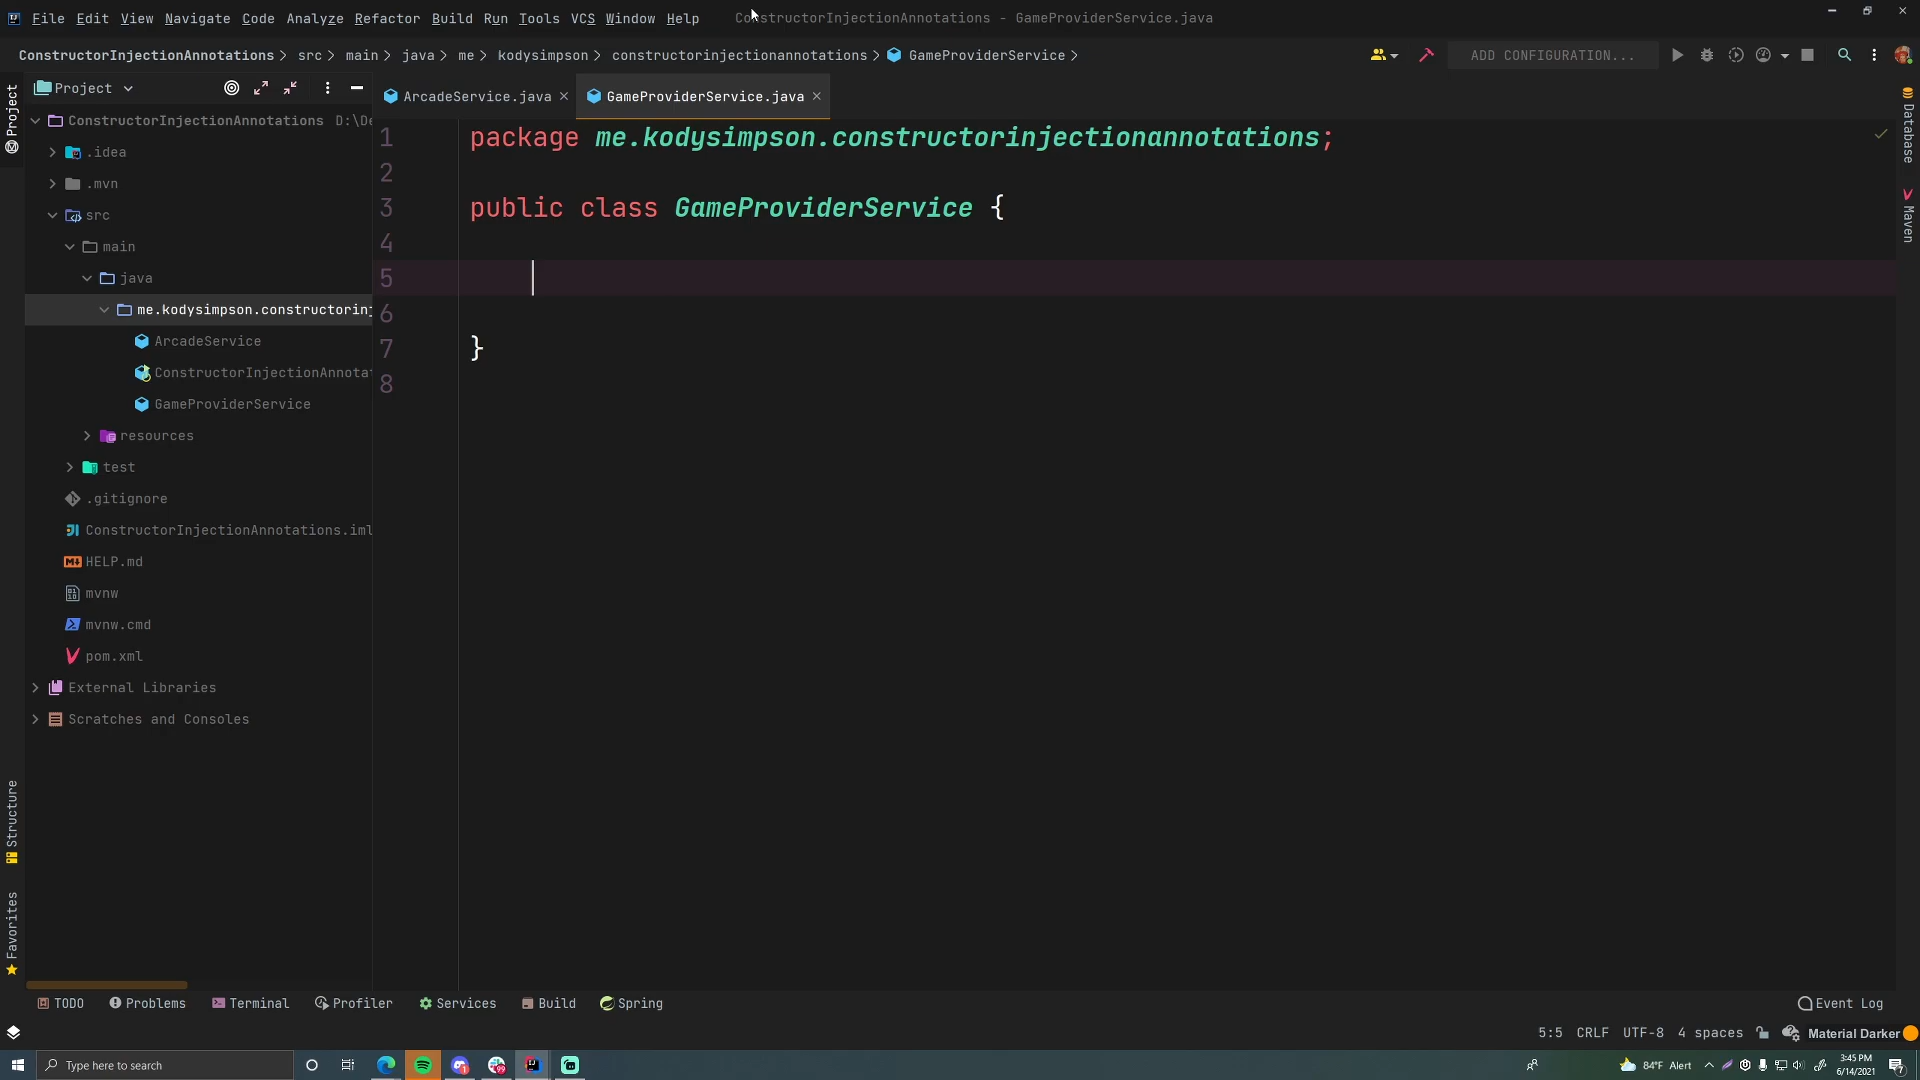 File Edit View Navigate Code Analyze Refactor Build Run Tools VCS Window Help ConstructorInjectionAnnotations - GameProviderService.java
ConstructorInjectionAnnotations > src > main > java > me > kodysimpson > constructorinjectionannotations > GameProviderService > ADD CONFIGURATION...
Project
Project
ArcadeService.java
GameProviderService.java
ConstructorInjectionAnnotations D:\De
.idea
.mvn
src
main
java
me.kodysimpson.constructorinj
ArcadeService
ConstructorInjectionAnnotat
GameProviderService
resources
test
.gitignore
ConstructorInjectionAnnotations.iml
HELP.md
mvnw
mvnw.cmd
pom.xml
External Libraries
Scratches and Consoles
1 package me.kodysimpson.constructorinjectionannotations;
2
3 public class GameProviderService {
4
5
6
7 }
8
Database
Maven
Structure
Favorites
TODO Problems Terminal Profiler Services Build Spring Event Log
5:5 CRLF UTF-8 4 spaces Material Darker
Type here to search
84°F Alert
3:45 PM
6/14/2021